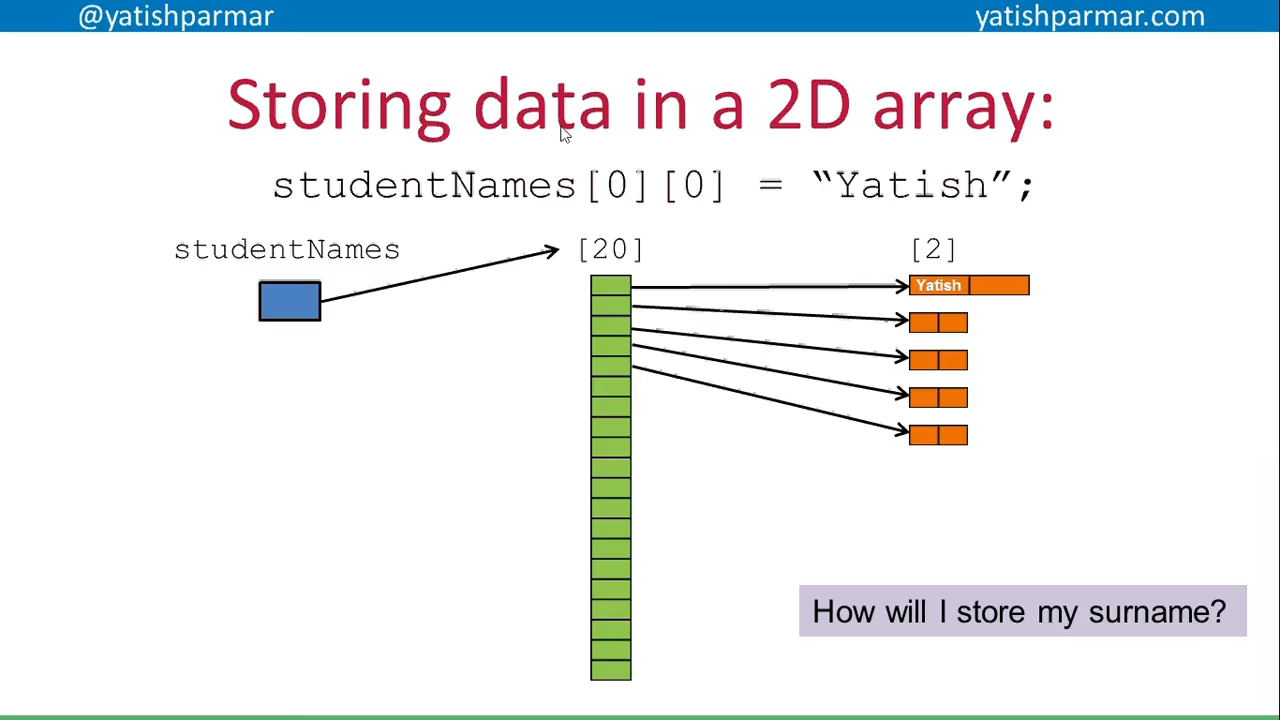 @yatishparmar yatishparmar.com
Storing data in a 2D array:
studentNames[0][0] = “Yatish”;
studentNames [20] [2]
Yatish
How will I store my surname?